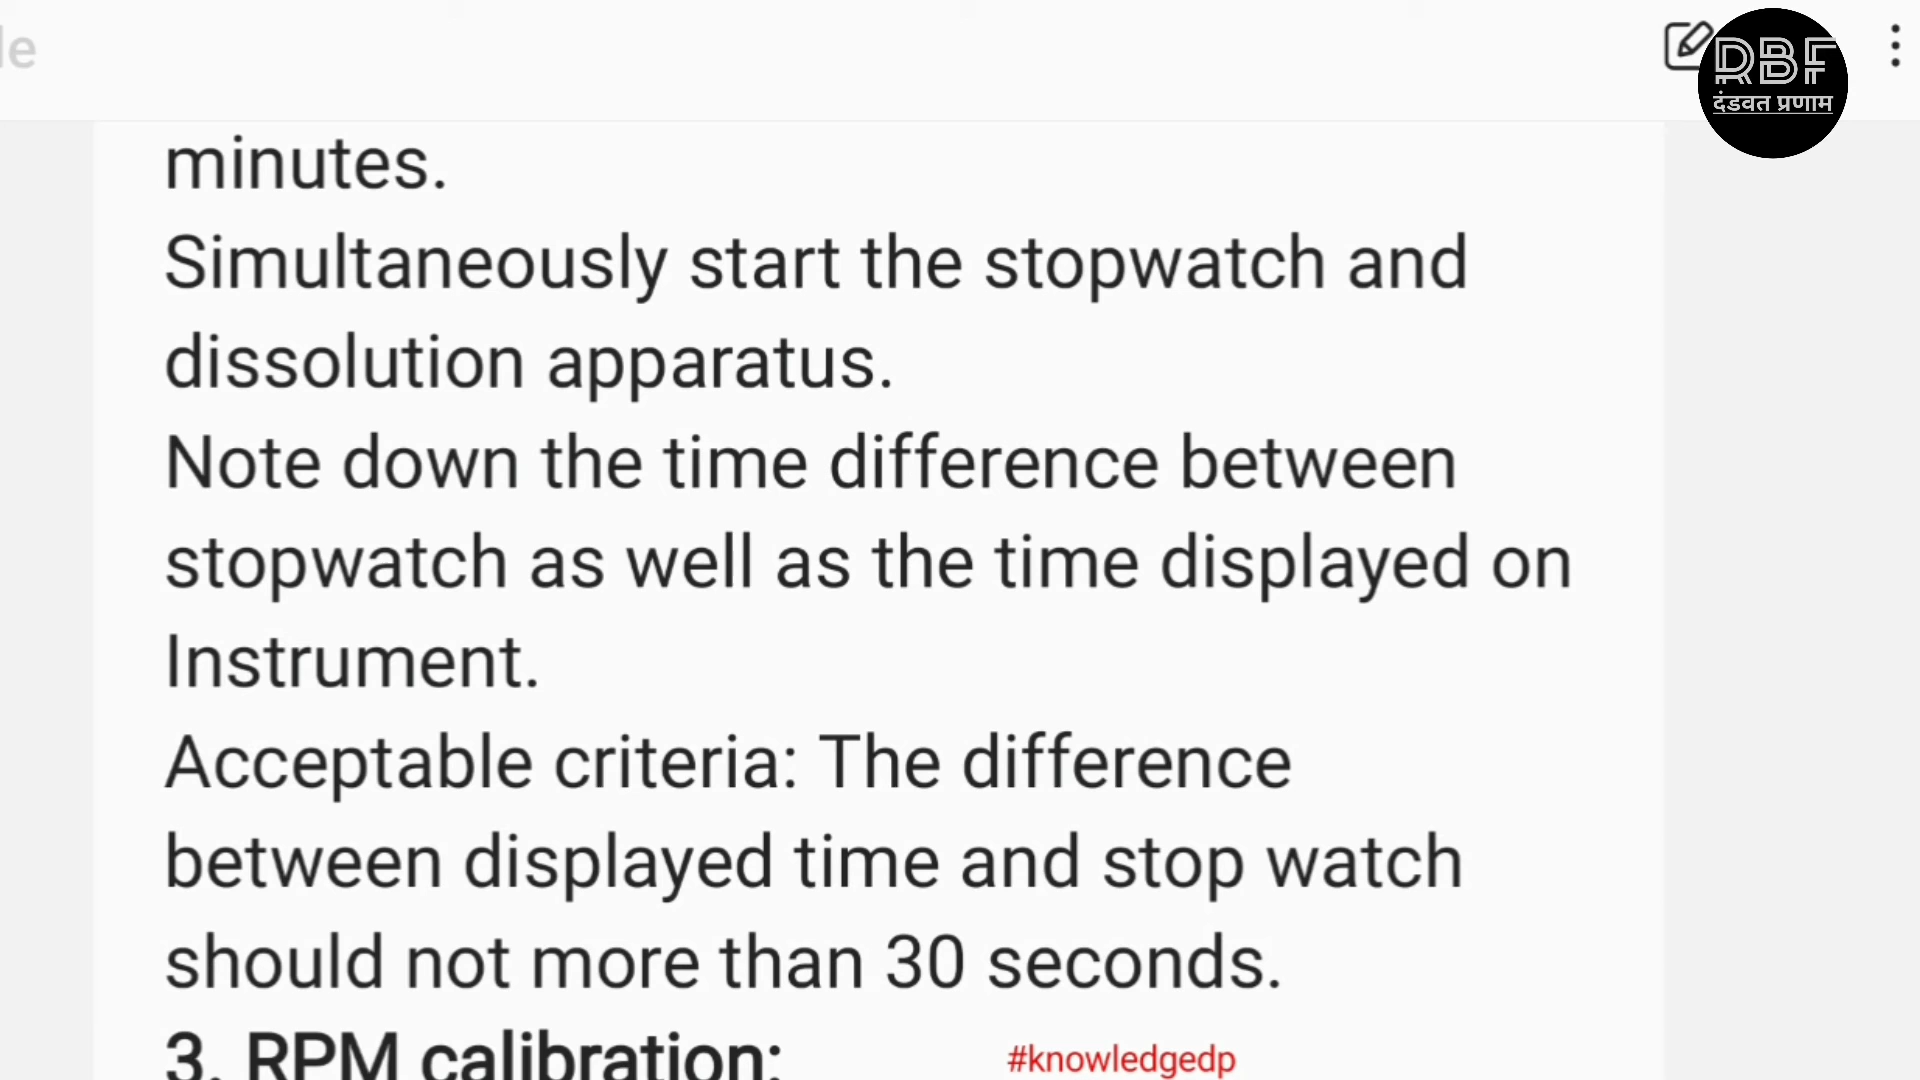 RBF
दंडवत प्रणाम
minutes.
Simultaneously start the stopwatch and
dissolution apparatus.
Note down the time difference between
stopwatch as well as the time displayed on
Instrument.
Acceptable criteria: The difference
between displayed time and stop watch
should not more than 30 seconds.
3. RPM calibration:
#knowledgedp